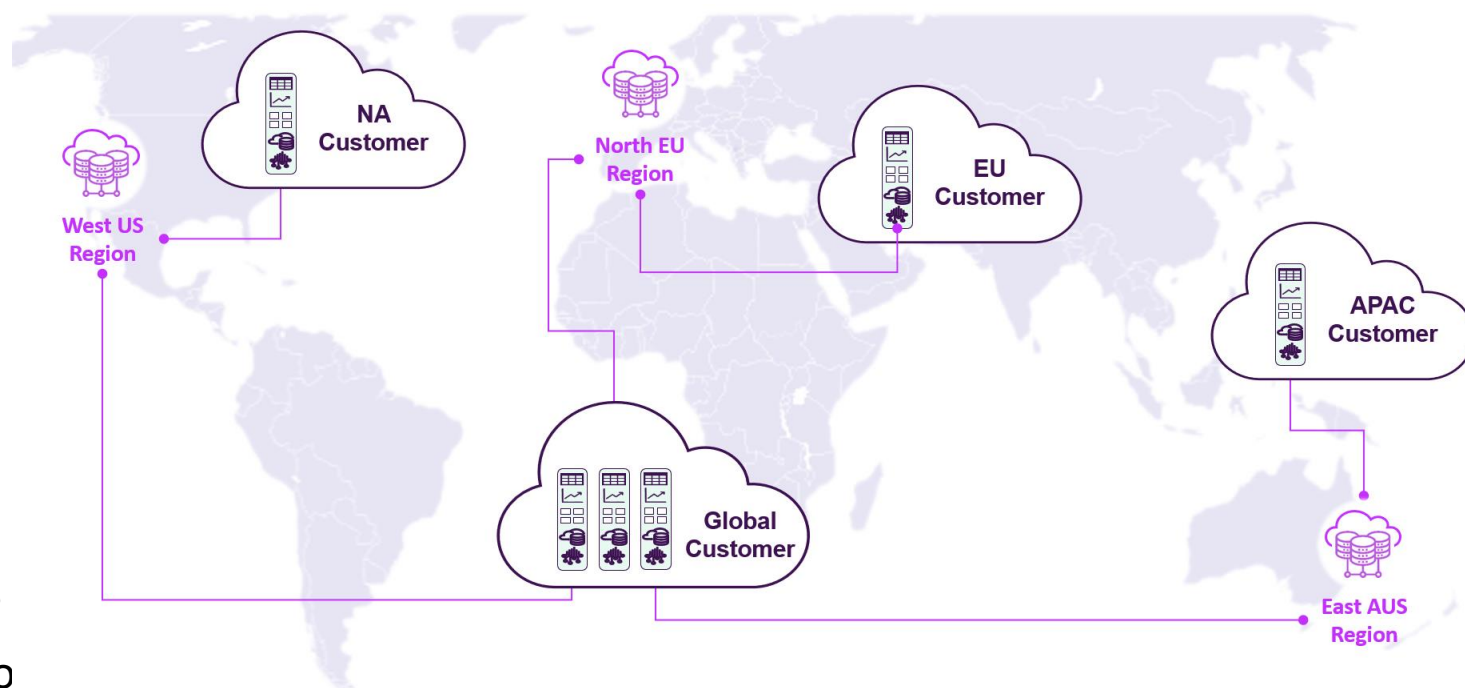 NA
Customer
West US
Region
North EU
Region
EU
Customer
APAC
Customer
Global
Customer
East AUS
Region